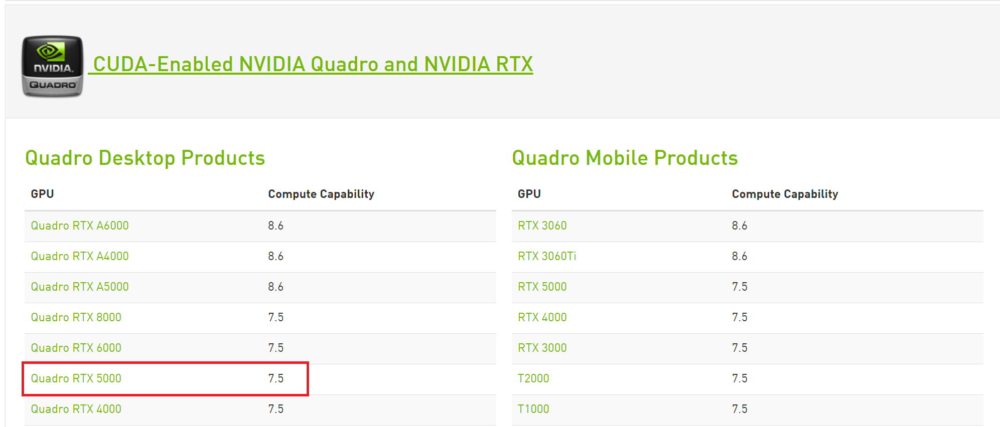 NVIDIA.
QUADRO
CUDA-Enabled NVIDIA Quadro and NVIDIA RTX
Quadro Desktop Products
GPU Compute Capability
Quadro RTX A6000 8.6
Quadro RTX A4000 8.6
Quadro RTX A5000 8.6
Quadro RTX 8000 7.5
Quadro RTX 6000 7.5
Quadro RTX 5000 7.5
Quadro RTX 4000 7.5
Quadro Mobile Products
GPU Compute Capability
RTX 3060 8.6
RTX 3060Ti 8.6
RTX 5000 7.5
RTX 4000 7.5
RTX 3000 7.5
T2000 7.5
T1000 7.5